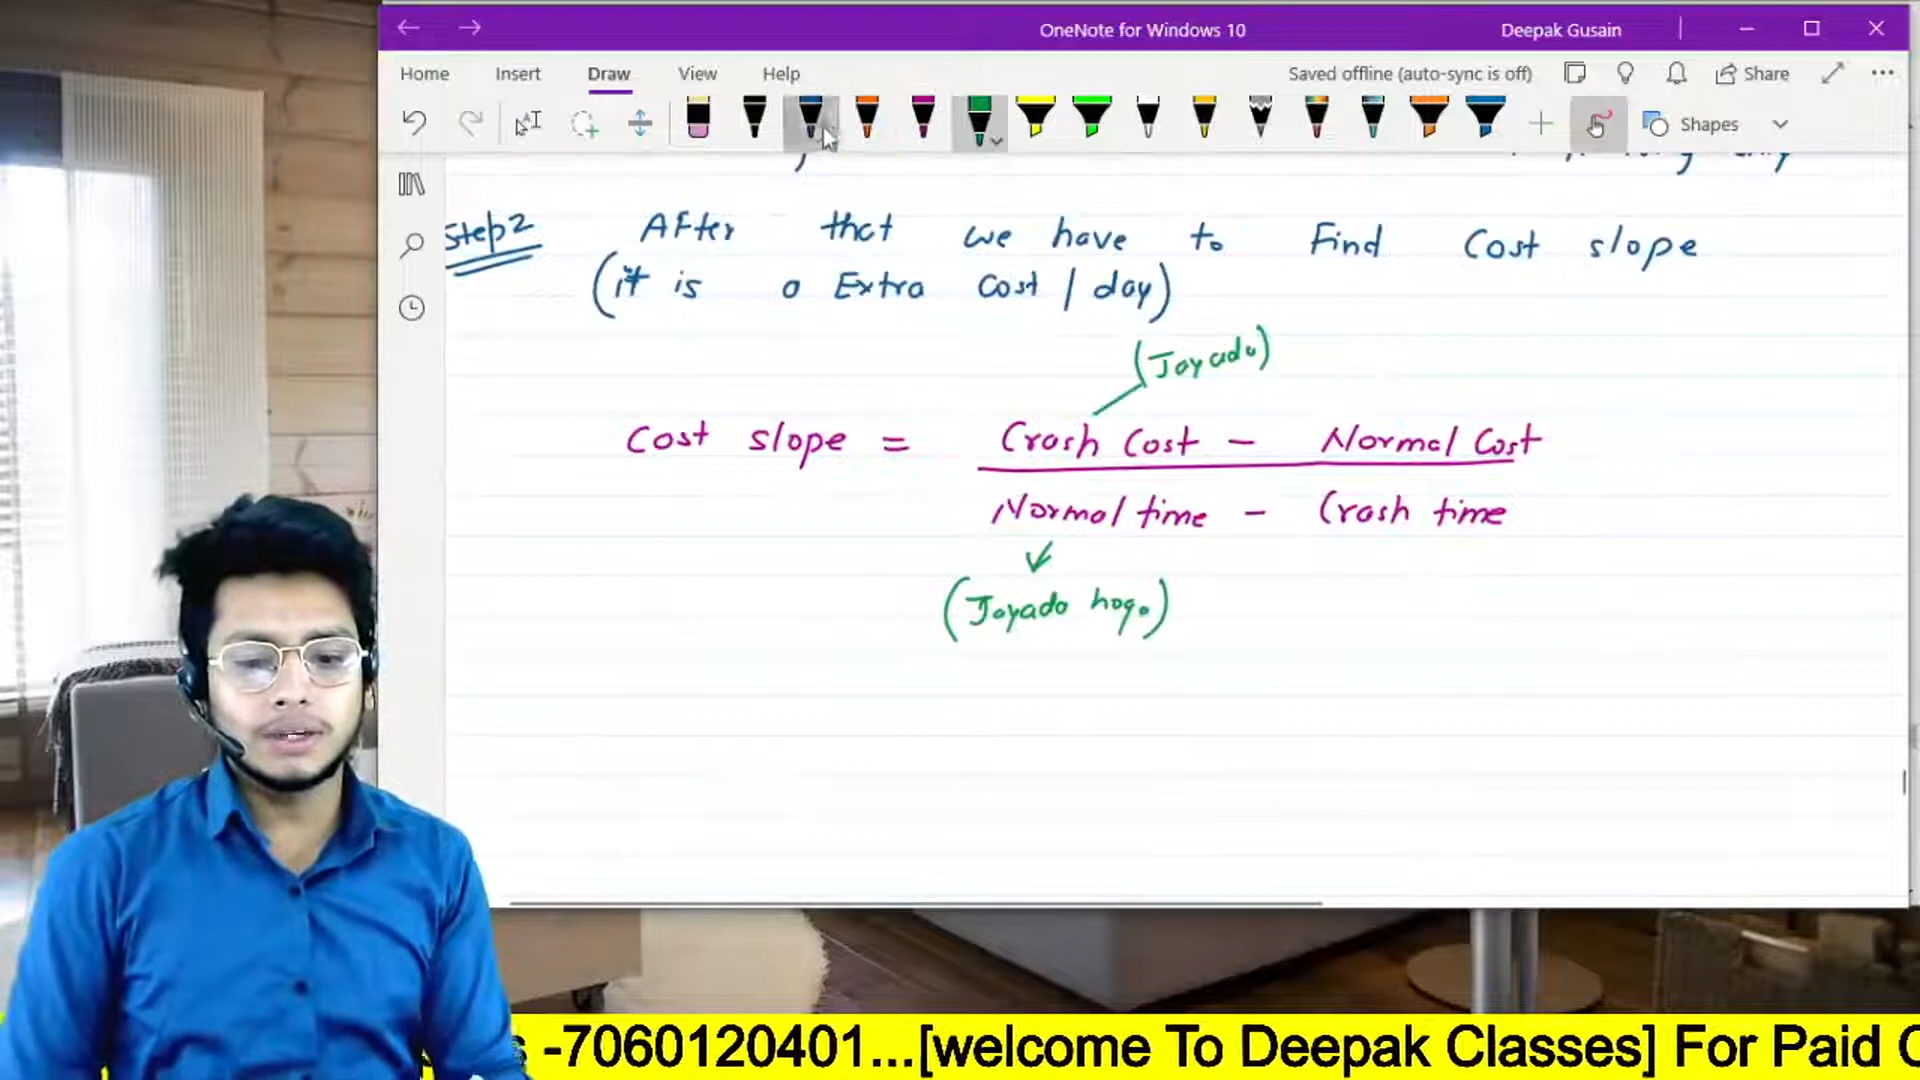 OneNote for Windows 10 Deepak Gusain
Home Insert Draw View Help Saved offline (auto-sync is off) Share
Shapes
Step 2 After that we have to Find Cost slope
(it is a Extra Cost / day)
(Jayada)
Cost slope = Crash Cost - Normal Cost
Normal time - Crash time
(Jayada hoga)
-7060120401...[welcome To Deepak Classes] For Paid